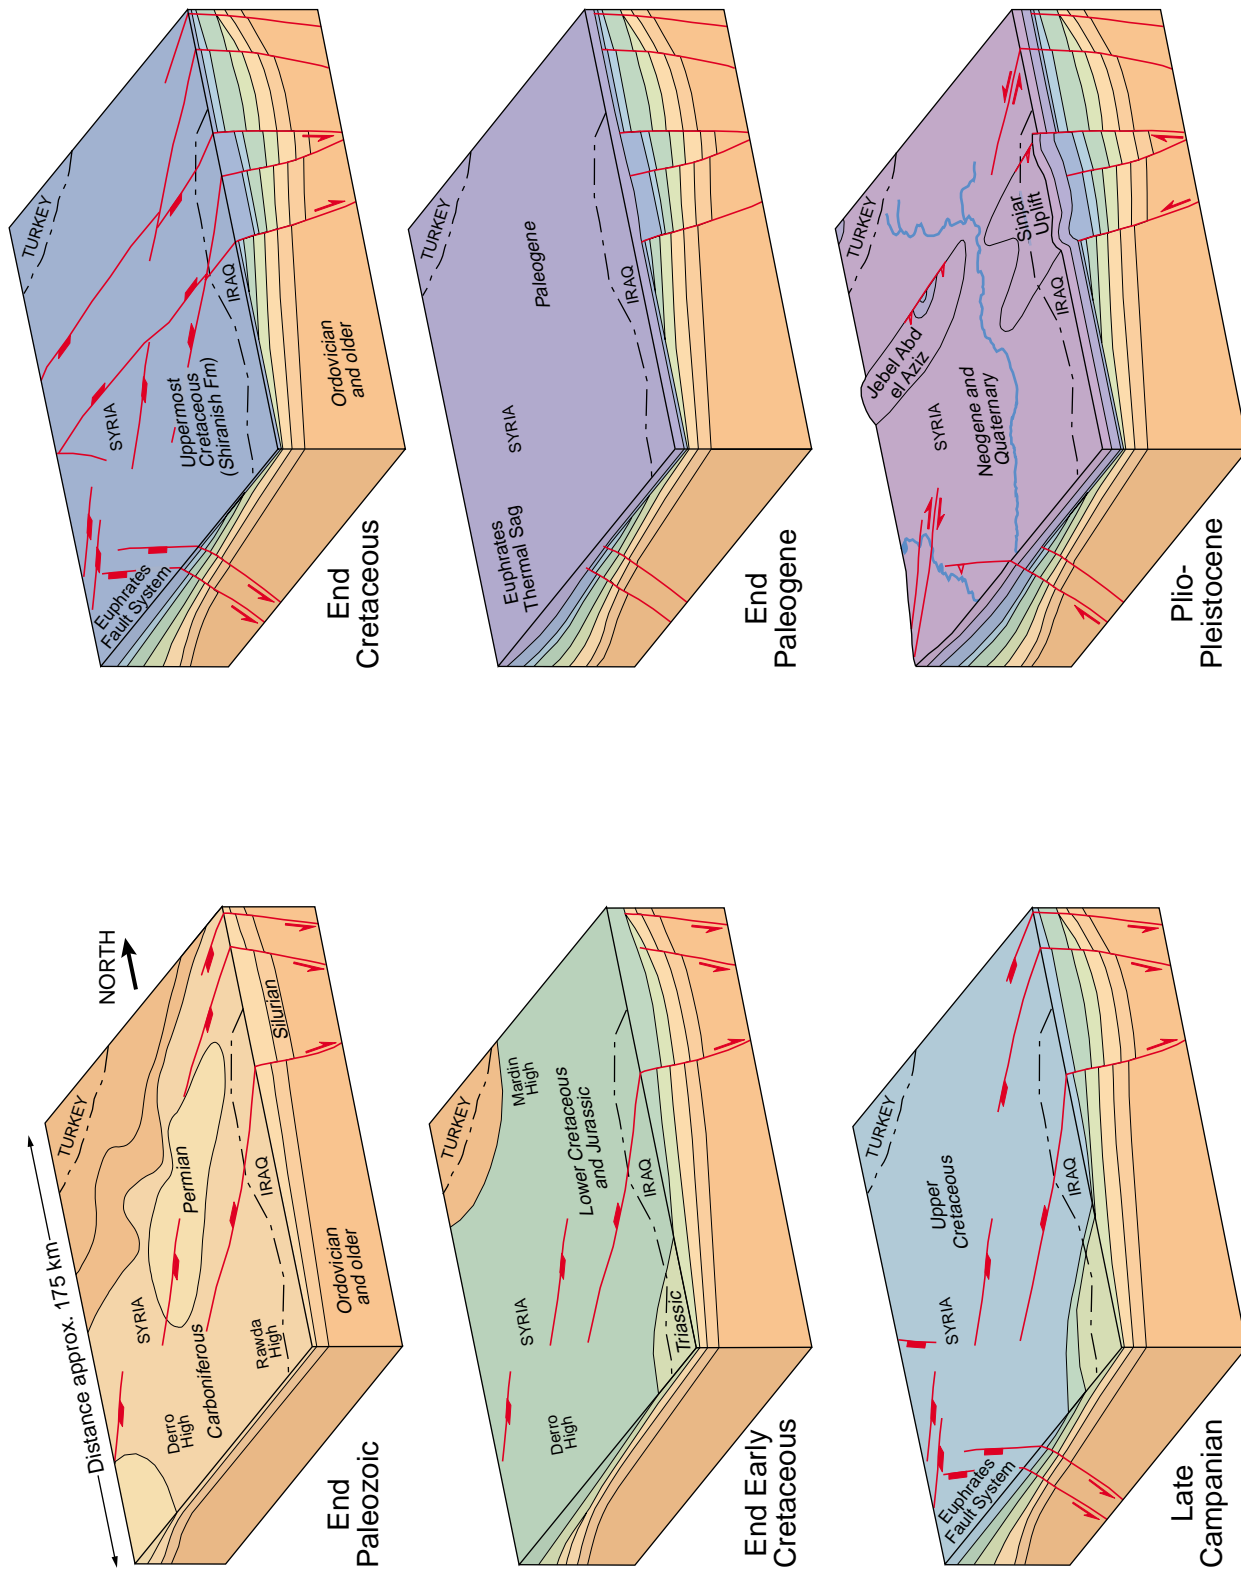 Distance approx. 175 km
NORTH
TURKEY
SYRIA
Permian
Derro
High
Carboniferous
Rawda
High
IRAQ
Silurian
Ordovician
and older
End
Paleozoic
TURKEY
Mardin
High
SYRIA
Derro
High
Lower Cretaceous
and Jurassic
IRAQ
Triassic
End Early
Cretaceous
TURKEY
Upper
Cretaceous
SYRIA
IRAQ
Euphrates
Fault System
Late
Campanian
TURKEY
SYRIA
Euphrates
Fault System
Uppermost
Cretaceous
(Shiranish Fm)
IRAQ
Ordovician
and older
End
Cretaceous
TURKEY
Paleogene
SYRIA
Euphrates
Thermal Sag
IRAQ
End
Paleogene
TURKEY
Jebel Abd
el Aziz
SYRIA
Sinjar
Uplift
Neogene and
Quaternary
IRAQ
Plio-
Pleistocene